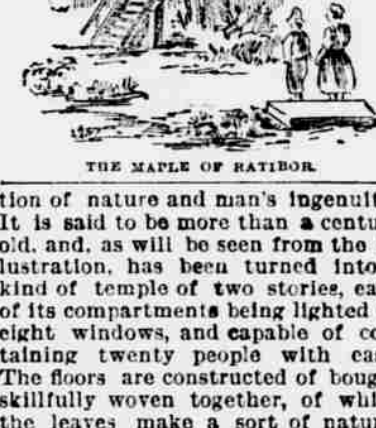 THE MAPLE OF RATIBOR.
tion of nature and man's ingenuit
It is said to be more than a centu
old, and, as will be seen from the
lustration, has been turned into
kind of temple of two stories, ea
of its compartments being lighted
eight windows, and capable of co
taining twenty people with eas
The floors are constructed of boug
skillfully woven together, of whi
the leaves make a sort of natur